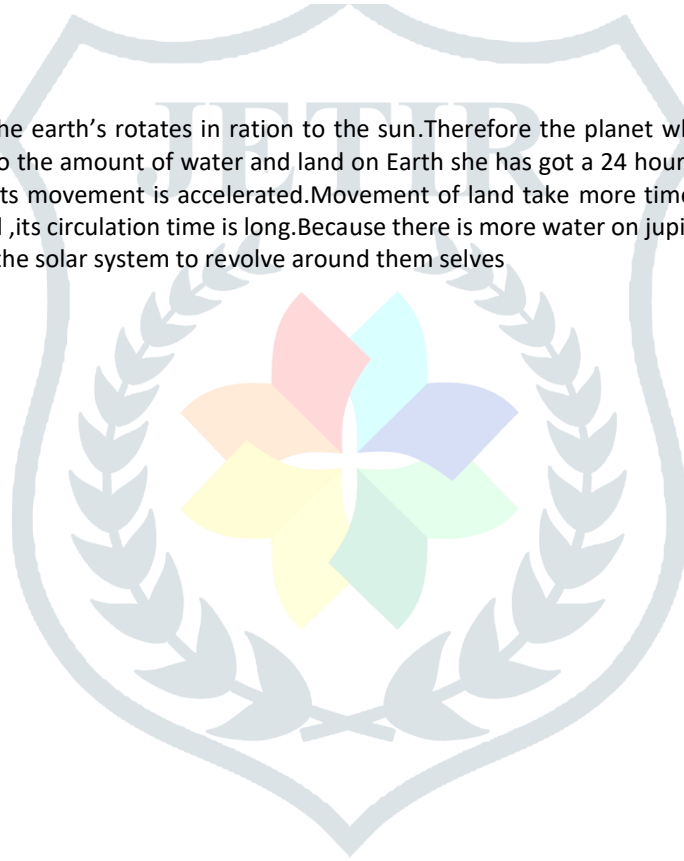 JETIR
he earth's rotates in ration to the sun.Therefore the planet wh
o the amount of water and land on Earth she has got a 24 hour
ts movement is accelerated.Movement of land take more time
l ,its circulation time is long.Because there is more water on jupi
the solar system to revolve around them selves